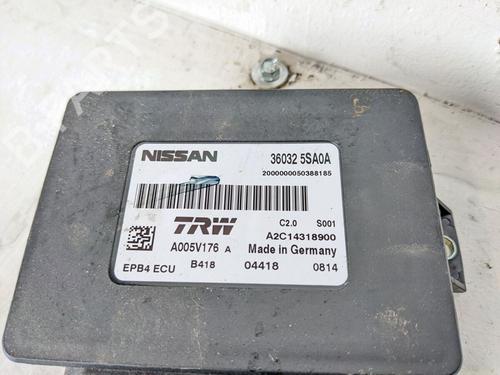 NISSAN 36032 5SA0A
2000000050388185
C2.0 S001
TRW A2C14318900
A005V176 A Made in Germany
EPB4 ECU B418 04418 0814